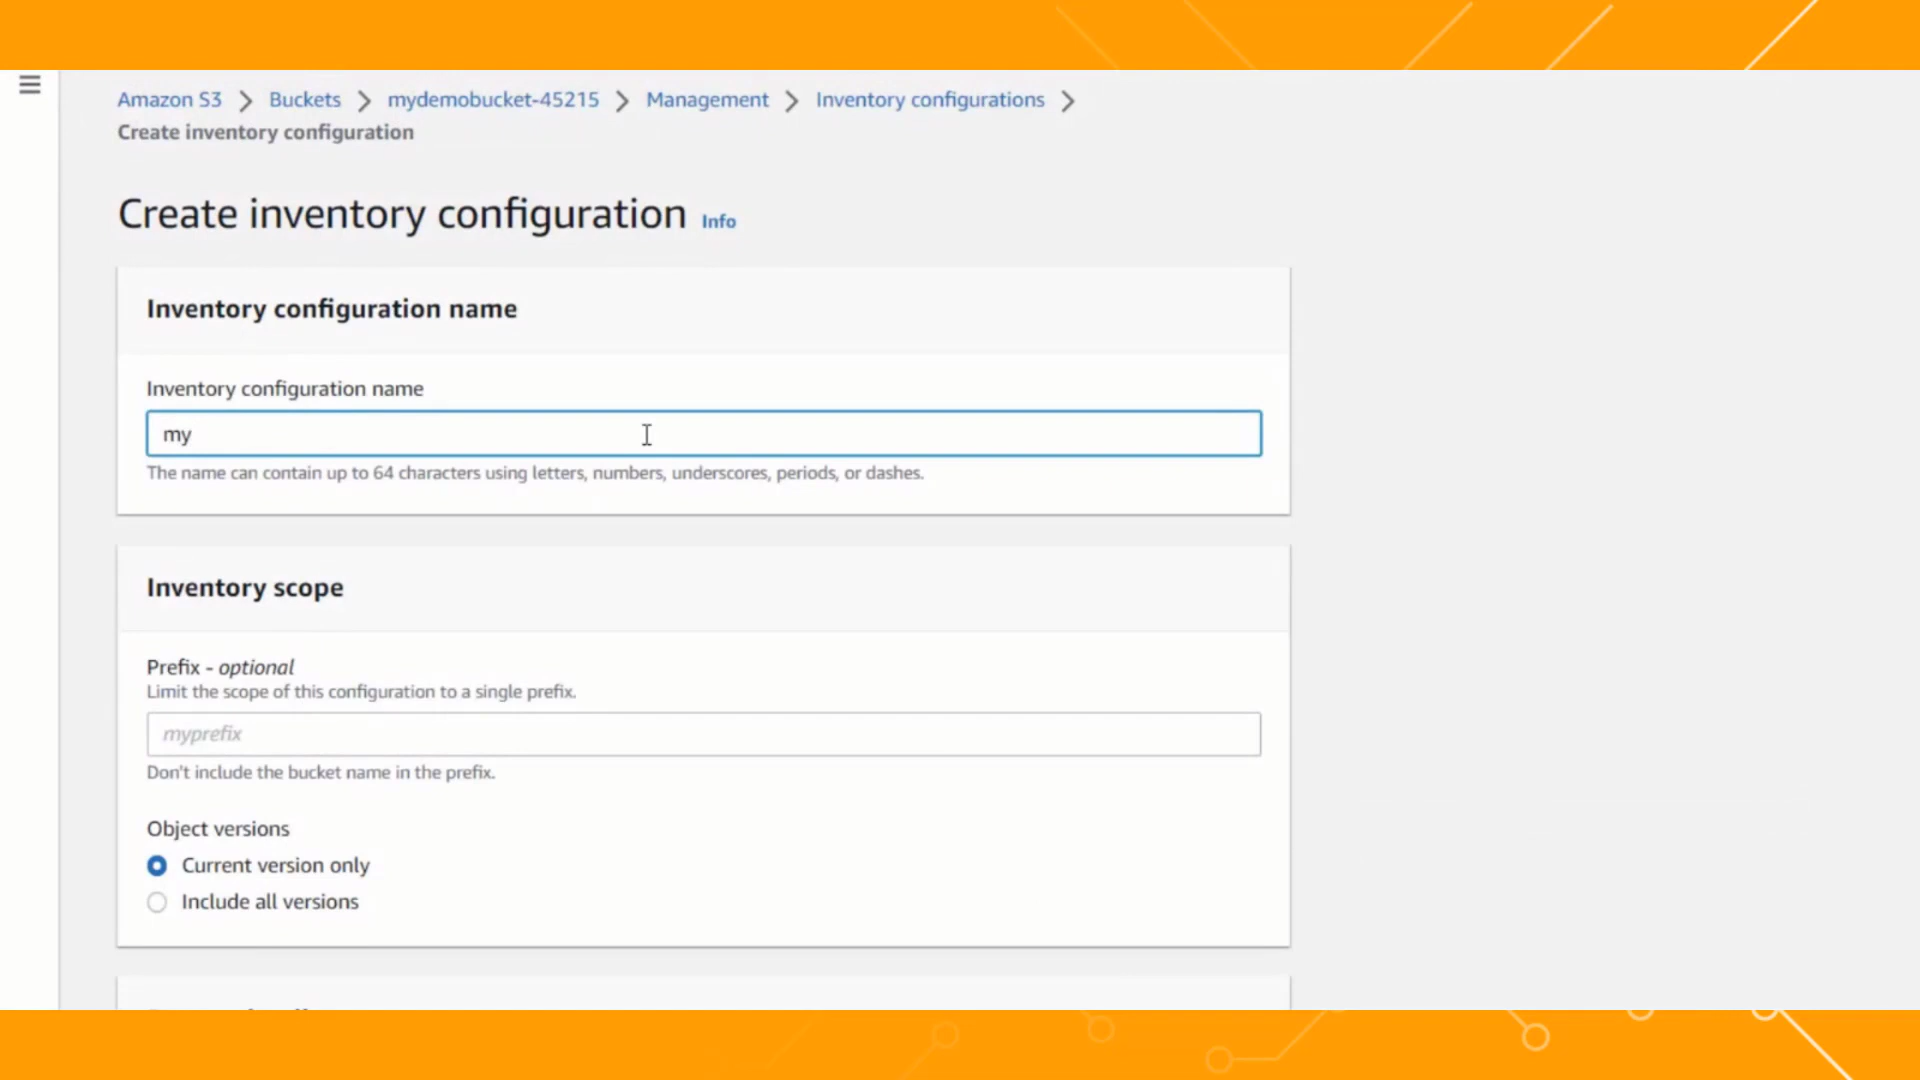 Amazon S3 > Buckets > mydemobucket-45215 > Management > Inventory configurations >
Create inventory configuration
Create inventory configuration Info
Inventory configuration name
Inventory configuration name
my
The name can contain up to 64 characters using letters, numbers, underscores, periods, or dashes.
Inventory scope
Prefix - optional
Limit the scope of this configuration to a single prefix.
myprefix
Don't include the bucket name in the prefix.
Object versions
Current version only
Include all versions